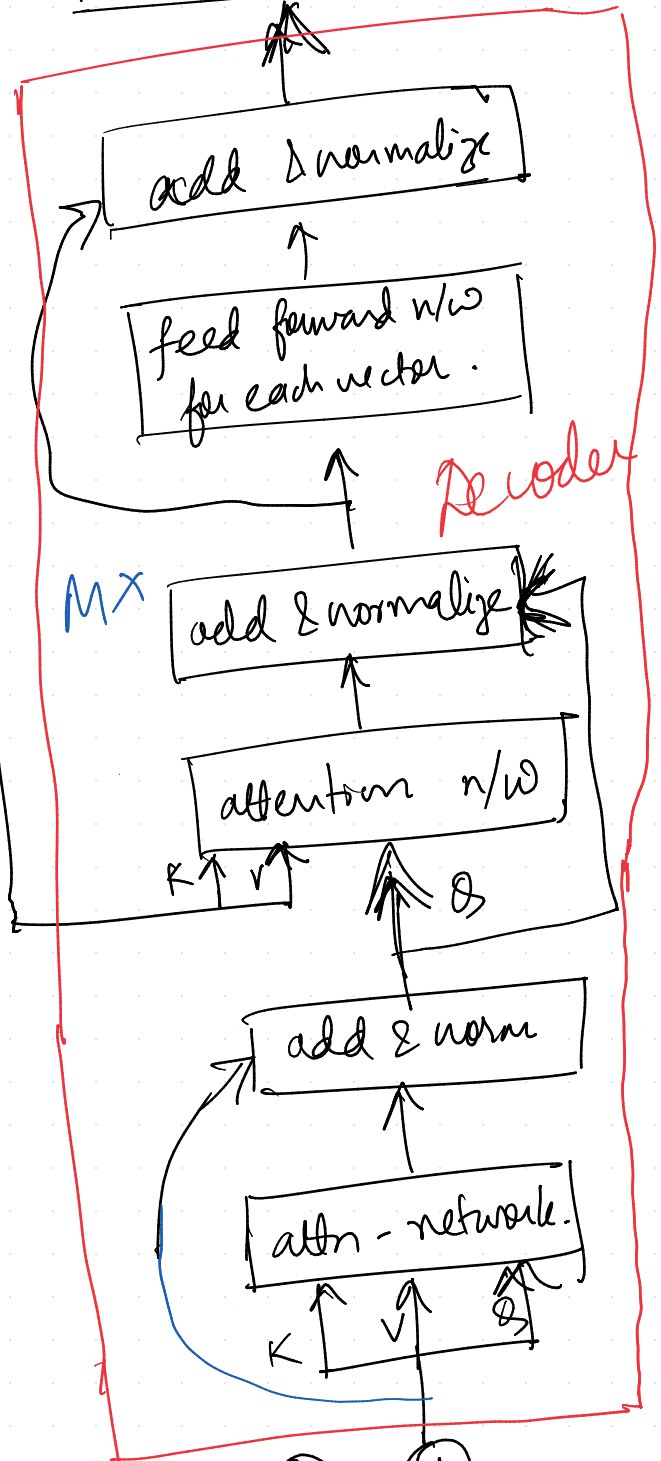 add & normalize
feed forward n/w
for each vector.
Decoder
MX
add & normalize
attention n/w
K V Q
add & norm
attn - network.
K V Q